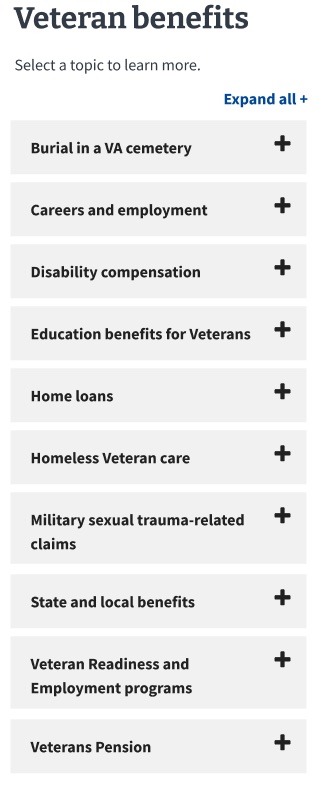 Veteran benefits
Select a topic to learn more.
Expand all +
Burial in a VA cemetery
Careers and employment
Disability compensation
Education benefits for Veterans
Home loans
Homeless Veteran care
Military sexual trauma-related
claims
State and local benefits
Veteran Readiness and
Employment programs
Veterans Pension